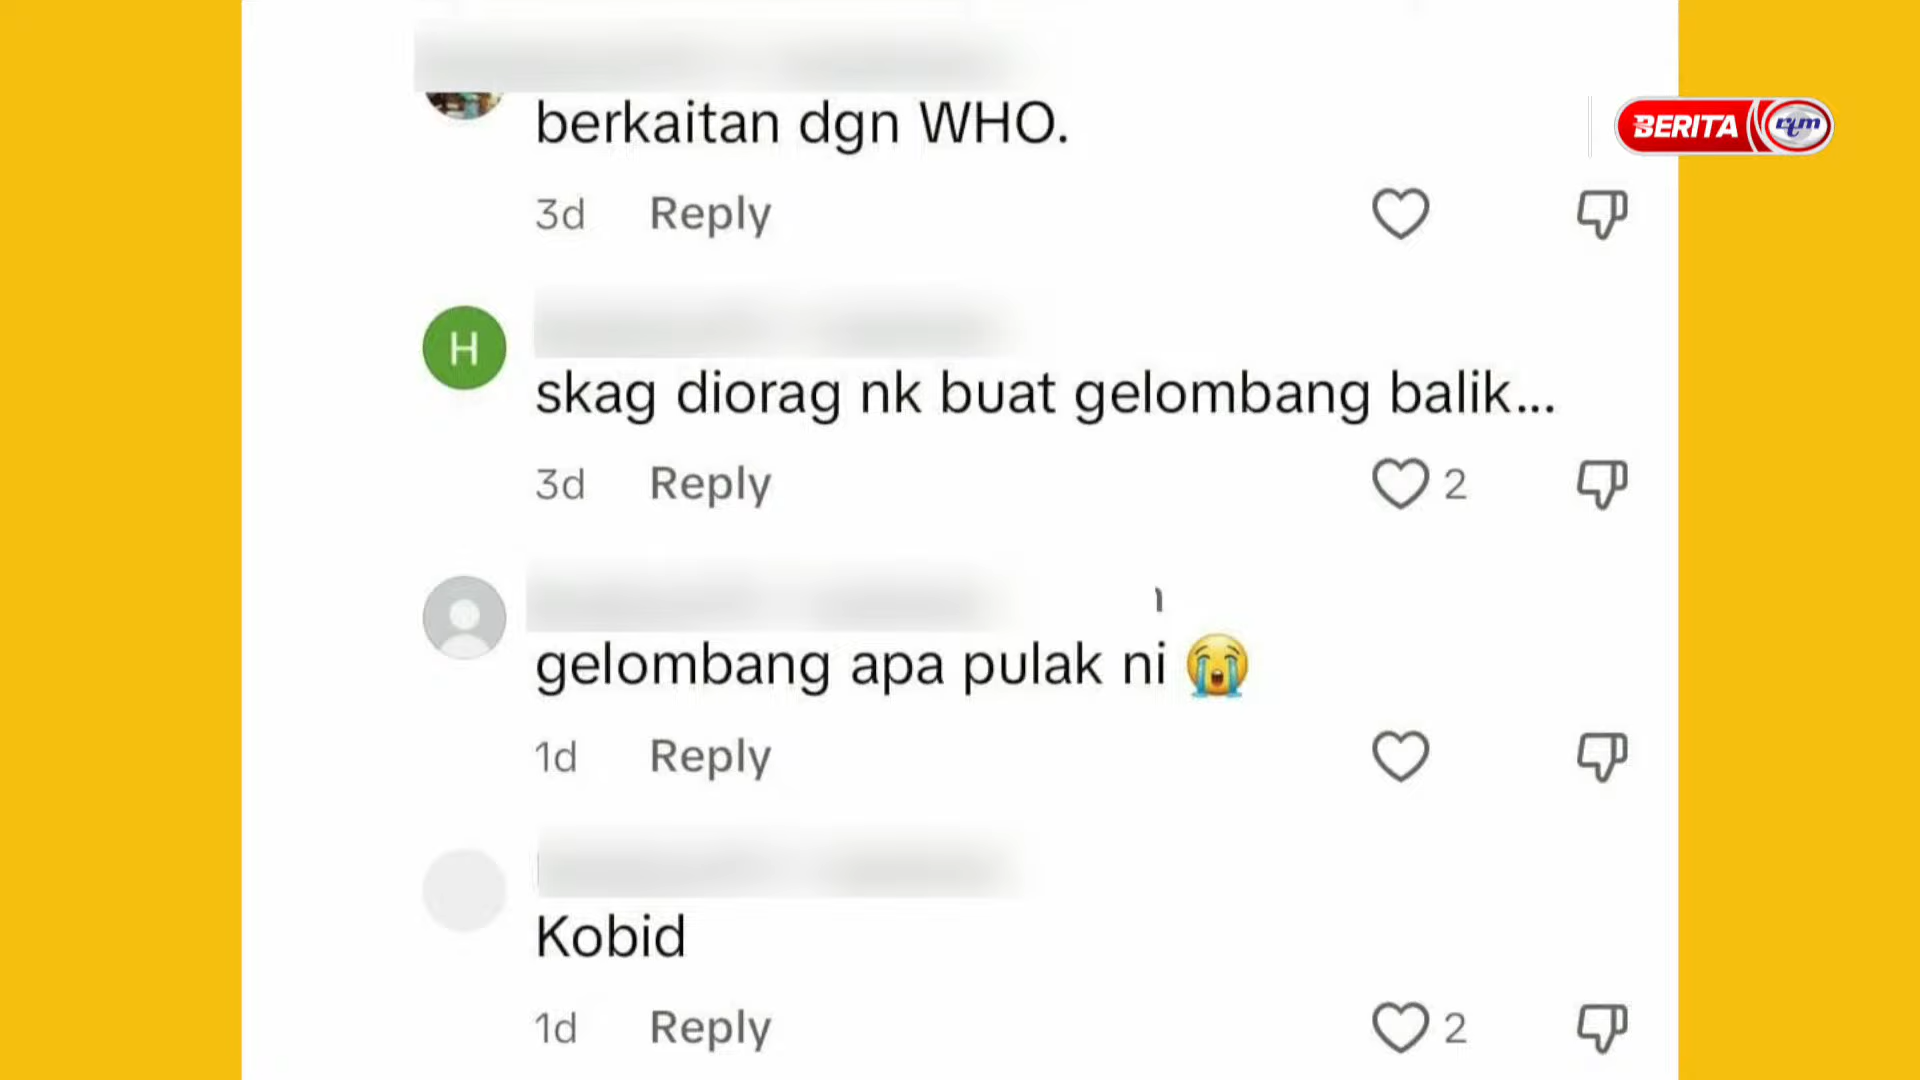 berkaitan dgn WHO.
3d Reply
BERITA rtm
H
skag diorag nk buat gelombang balik...
3d Reply 2
gelombang apa pulak ni 😭
1d Reply
Kobid
1d Reply 2